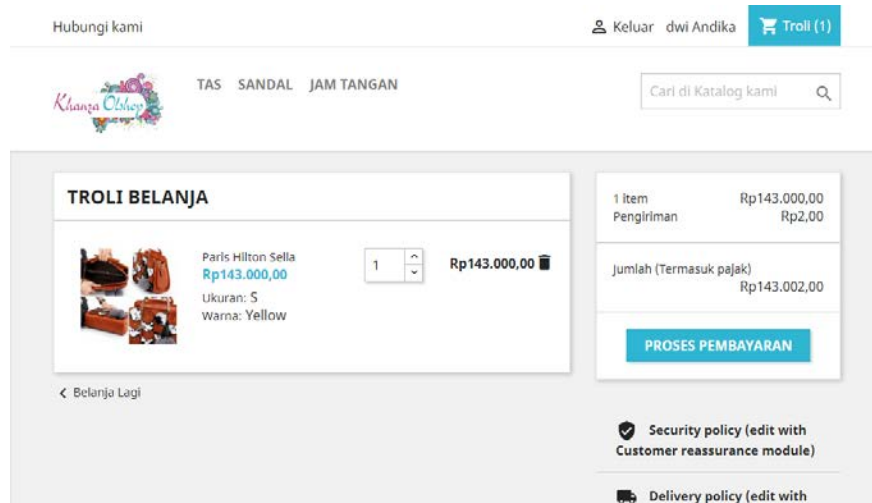 Hubungi kami
Keluar dwi Andika Troli (1)
Khanza Olshop
TAS SANDAL JAM TANGAN
Cari di Katalog kami
TROLI BELANJA
Paris Hilton Sella
Rp143.000,00
Ukuran: S
Warna: Yellow
1
Rp143.000,00
Belanja Lagi
1 item Rp143.000,00
Pengiriman Rp2,00
Jumlah (Termasuk pajak)
Rp143.002,00
PROSES PEMBAYARAN
Security policy (edit with
Customer reassurance module)
Delivery policy (edit with